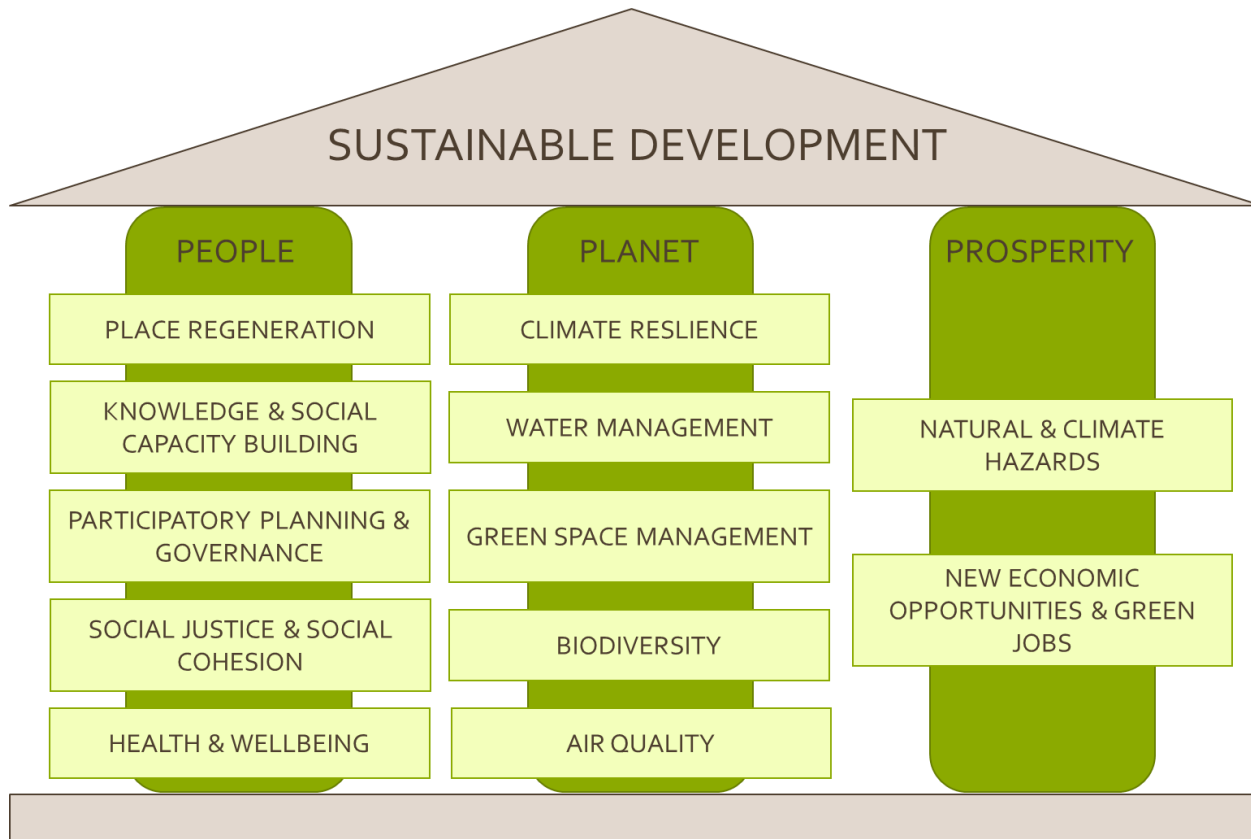 SUSTAINABLE DEVELOPMENT
PEOPLE
PLACE REGENERATION
KNOWLEDGE & SOCIAL
CAPACITY BUILDING
PARTICIPATORY PLANNING &
GOVERNANCE
SOCIAL JUSTICE & SOCIAL
COHESION
HEALTH & WELLBEING
PLANET
CLIMATE RESLIENCE
WATER MANAGEMENT
GREEN SPACE MANAGEMENT
BIODIVERSITY
AIR QUALITY
PROSPERITY
NATURAL & CLIMATE
HAZARDS
NEW ECONOMIC
OPPORTUNITIES & GREEN
JOBS